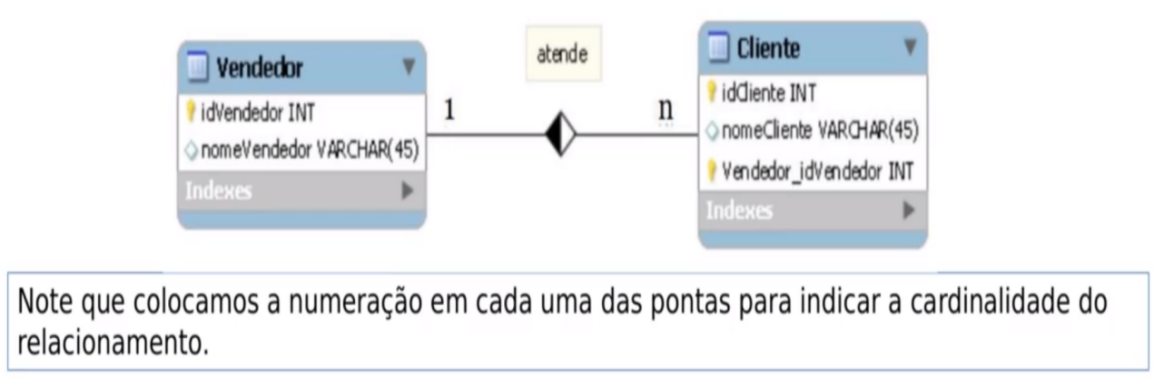 Vendedor
idVendedor INT
nomeVendedor VARCHAR(45)
Indexes
1
atende
n
Cliente
idCliente INT
nomeCliente VARCHAR(45)
Vendedor_idVendedor INT
Indexes
Note que colocamos a numeração em cada uma das pontas para indicar a cardinalidade do
relacionamento.